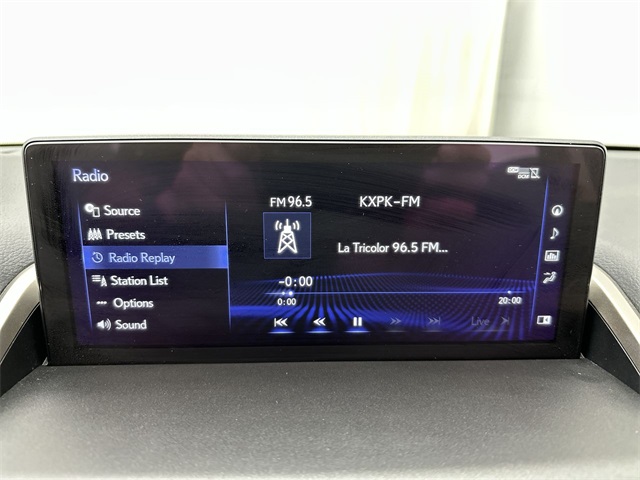 Radio
DCM
Source
Presets
Radio Replay
Station List
Options
Sound
FM 96.5
KXPK-FM
La Tricolor 96.5 FM...
-0:00
0:00
20:00
Live